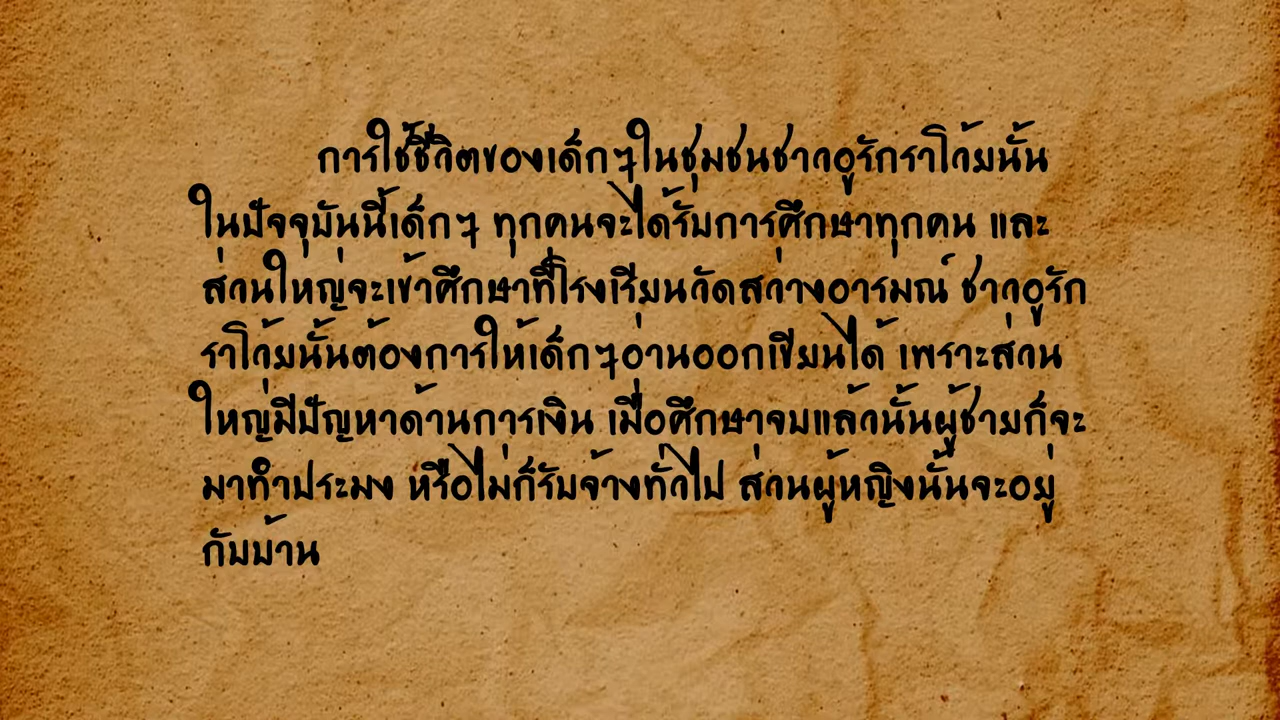 การใช้ชีวิตของเด็กๆในชุมชนชาวอูรักราโว้ยนั้น
ในปัจจุบันนี้เด็กๆ ทุกคนจะได้รับการศึกษาทุกคน และ
ส่วนใหญ่จะเข้าศึกษาที่โรงเรียนวัดสว่างอารมณ์ ชาวอูรัก
ราโว้ยนั้นต้องการให้เด็กๆอ่านออกเขียนได้ เพราะส่วน
ใหญ่มีปัญหาด้านการเงิน เมื่อศึกษาจบแล้วนั้นผู้ชายก็จะ
มาทำประมง หรือไม่ก็รับจ้างทั่วไป ส่วนผู้หญิงนั้นจะอยู่
กับบ้าน